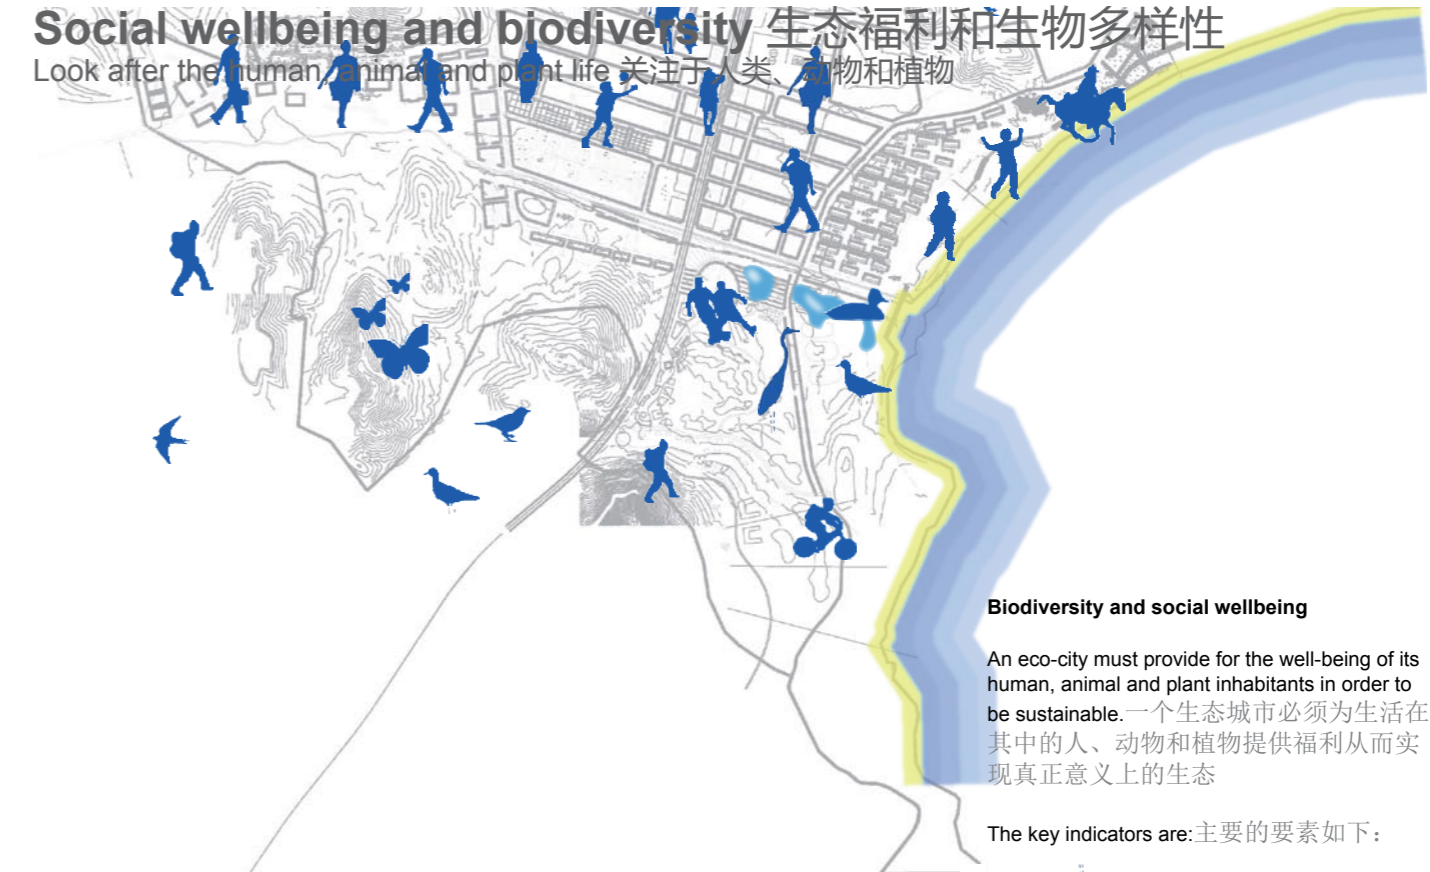 Social wellbeing and biodiversity 生态福利和生物多样性
Look after the human, animal and plant life 关注于人类、动物和植物
Biodiversity and social wellbeing
An eco-city must provide for the well-being of its
human, animal and plant inhabitants in order to
be sustainable.一个生态城市必须为生活在
其中的人、动物和植物提供福利从而实
现真正意义上的生态
The key indicators are:主要的要素如下：